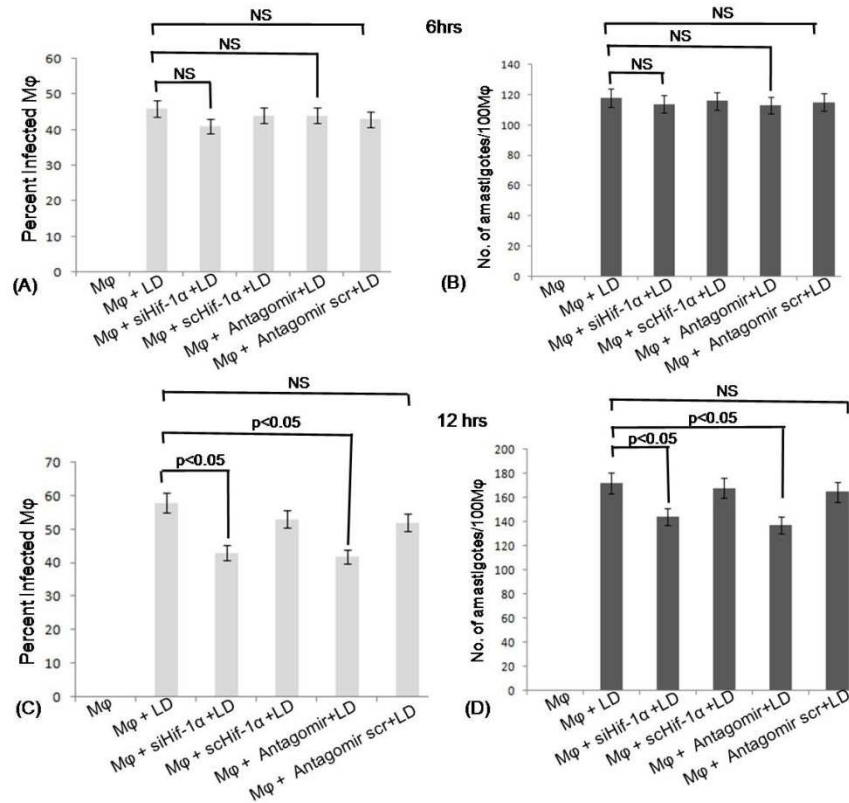 NS
NS
NS
Percent Infected Mφ
60
50
40
30
20
10
0
(A)
Mφ
Mφ + LD
Mφ + siHif-1α +LD
Mφ + scHif-1α +LD
Mφ + Antagomir+LD
Mφ + Antagomir scr+LD
6hrs
NS
NS
NS
No. of amastigotes/100Mφ
140
120
100
80
60
40
20
0
(B)
Mφ
Mφ + LD
Mφ + siHif-1α +LD
Mφ + scHif-1α +LD
Mφ + Antagomir+LD
Mφ + Antagomir scr+LD
NS
p<0.05
p<0.05
Percent Infected Mφ
70
60
50
40
30
20
10
0
(C)
Mφ
Mφ + LD
Mφ + siHif-1α +LD
Mφ + scHif-1α +LD
Mφ + Antagomir+LD
Mφ + Antagomir scr+LD
12 hrs
NS
p<0.05
p<0.05
No. of amastigotes/100Mφ
200
180
160
140
120
100
80
60
40
20
0
(D)
Mφ
Mφ + LD
Mφ + siHif-1α +LD
Mφ + scHif-1α +LD
Mφ + Antagomir+LD
Mφ + Antagomir scr+LD